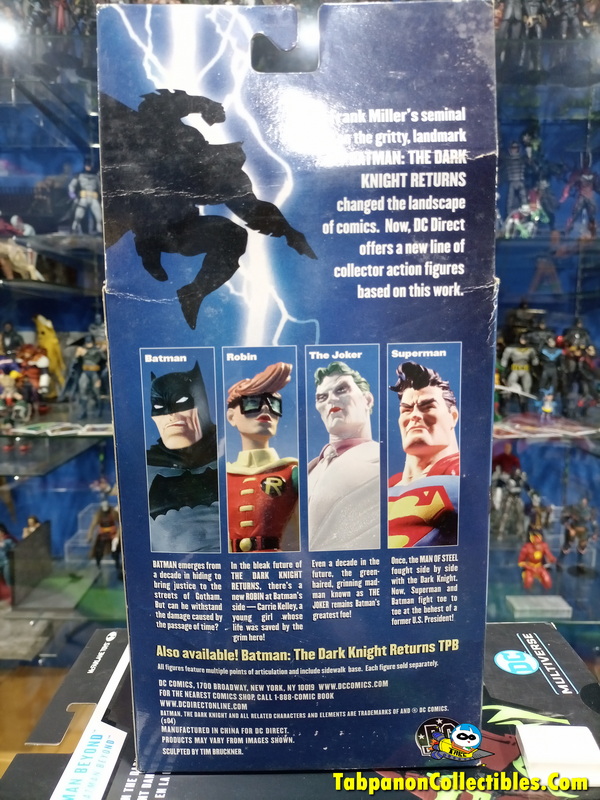 Frank Miller's seminal
the gritty, landmark
BATMAN: THE DARK
KNIGHT RETURNS
changed the landscape
of comics. Now, DC Direct
offers a new line of
collector action figures
based on this work.
Batman
Robin
The Joker
Superman
BATMAN emerges from
a decade in hiding to
bring justice to the
streets of Gotham.
But can he withstand
the damage caused by
the passage of time?
In the bleak future of
THE DARK KNIGHT
RETURNS, there's a
new ROBIN at Batman's
side — Carrie Kelley, a
young girl whose
life was saved by the
grim hero!
Even a decade in the
future, the green-
haired, grinning mad-
man known as THE
JOKER remains Batman's
greatest foe!
Once, the MAN OF STEEL
fought side by side
with the Dark Knight.
Now, Superman and
Batman fight toe to
toe at the behest of a
former U.S. President!
Also available! Batman: The Dark Knight Returns TPB
All figures feature multiple points of articulation and include sidewalk base. Each figure sold separately.
DC COMICS, 1700 BROADWAY, NEW YORK, NY 10019 WWW.DCCOMICS.COM
FOR THE NEAREST COMICS SHOP, CALL 1-888-COMIC BOOK
WWW.DCDIRECTONLINE.COM
BATMAN, THE DARK KNIGHT AND ALL RELATED CHARACTERS AND ELEMENTS ARE TRADEMARKS OF AND © DC COMICS.
(s04)
MANUFACTURED IN CHINA FOR DC DIRECT.
PRODUCTS MAY VARY FROM IMAGES SHOWN.
SCULPTED BY TIM BRUCKNER.
DC
MULTIVERSE
MAN BEYOND
TabpanonCollectibles.Com